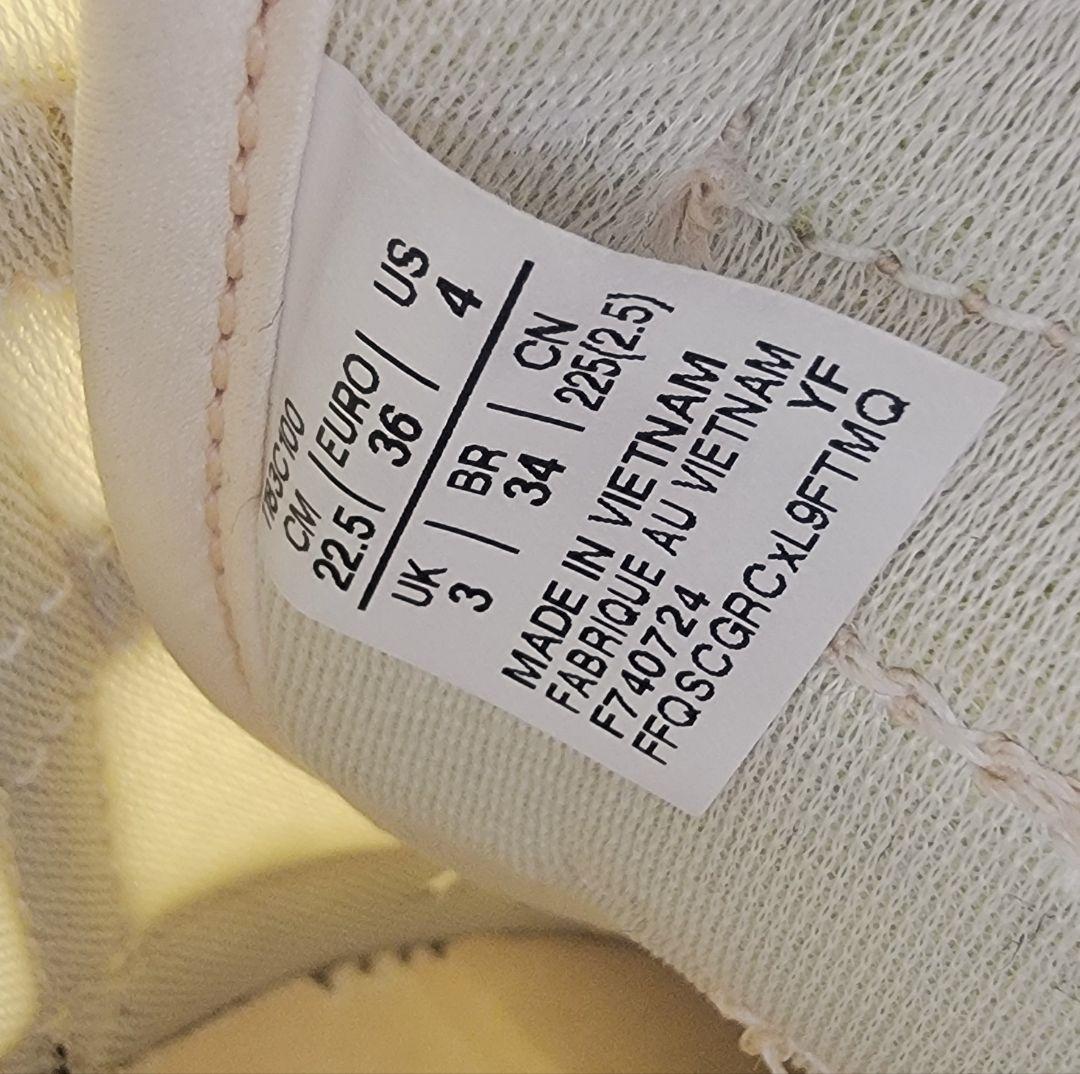 1183C100
CM / EURO / US
22.5 / 36 / 4
UK | BR | CN
3 | 34 | 225(2.5)
MADE IN VIETNAM
FABRIQUE AU VIETNAM
F740724 YF
FFQSCGRCxL9FTMQ